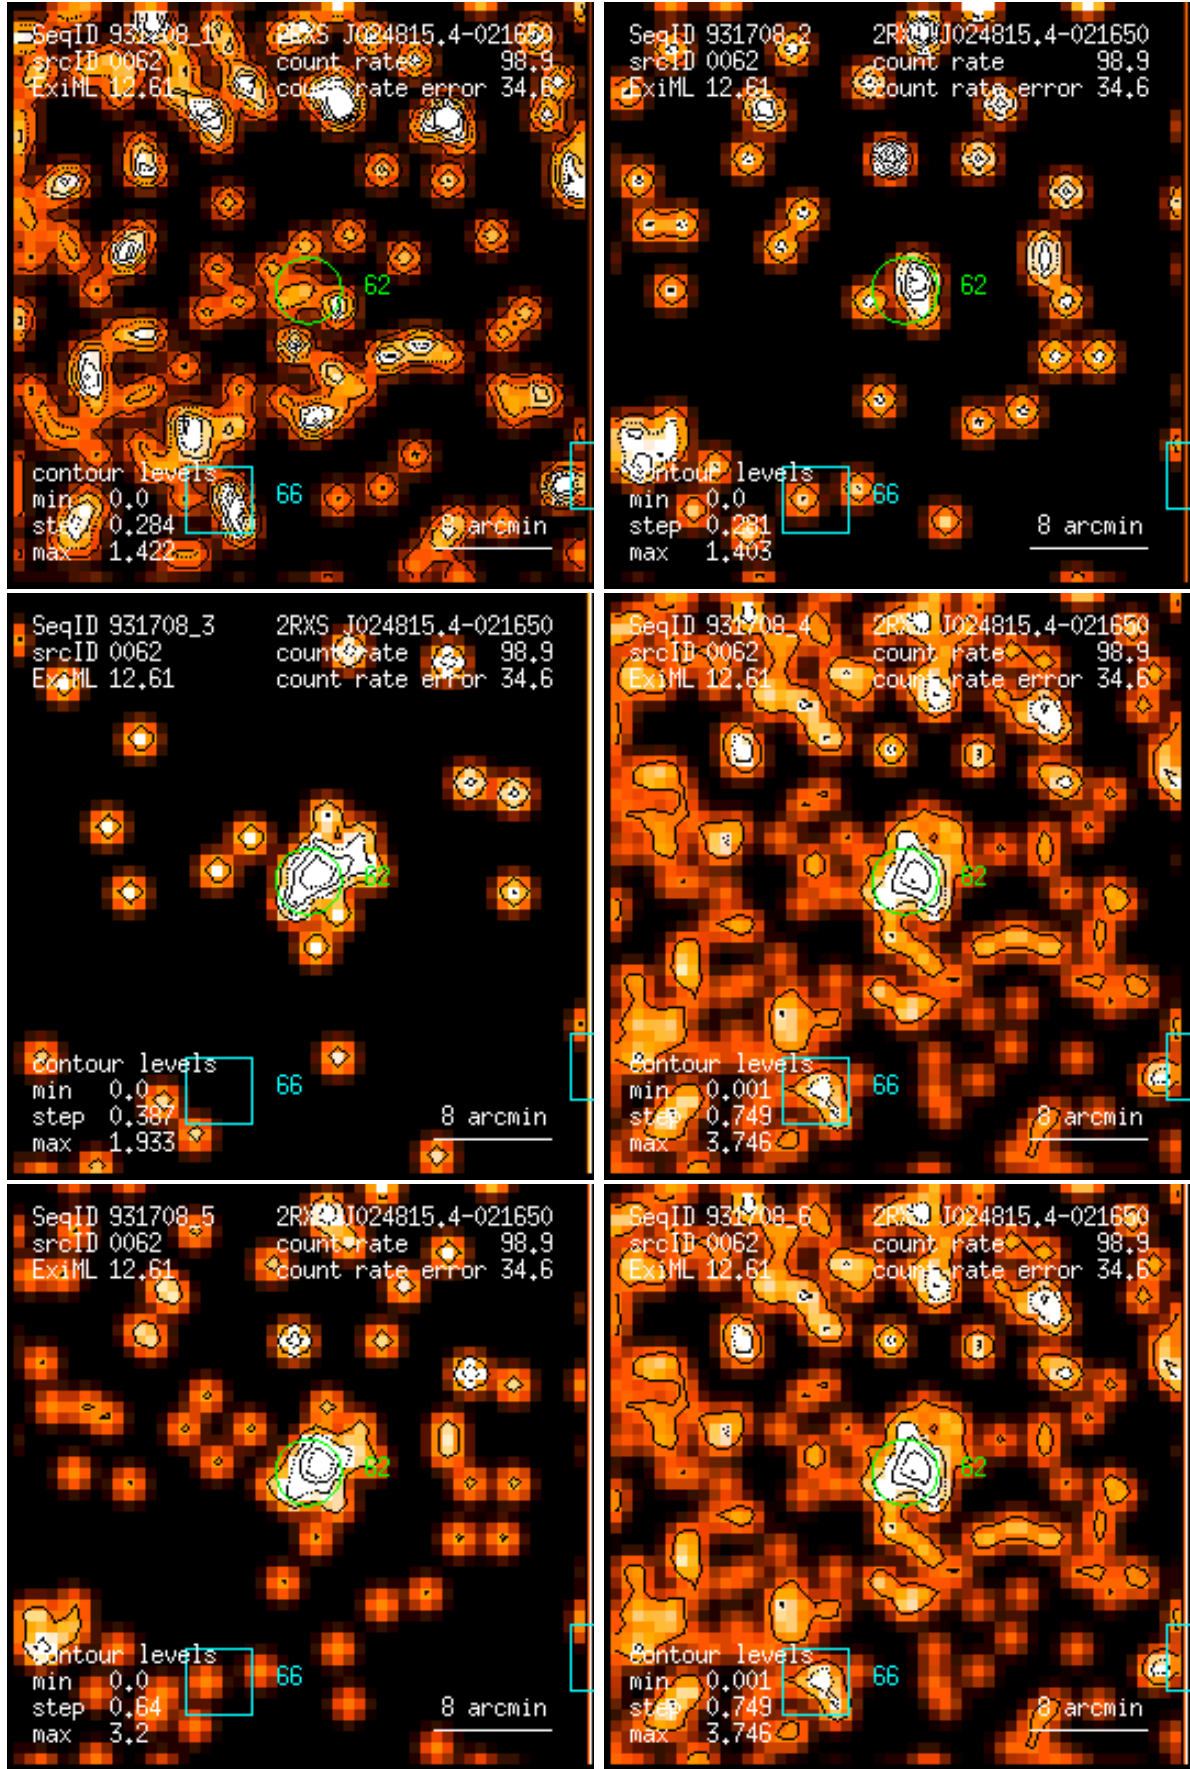 SeqID 931708_1 2RXS J024815.4-021650
srcID 0062 count rate 98.9
ExiML 12.61 count rate error 34.6
62
contour levels
min 0.0 66
step 0.284 8 arcmin
max 1.422
SeqID 931708_2 2RXS J024815.4-021650
srcID 0062 count rate 98.9
ExiML 12.61 count rate error 34.6
62
contour levels
min 0.0 66
step 0.281 8 arcmin
max 1.403
SeqID 931708_3 2RXS J024815.4-021650
srcID 0062 count rate 98.9
ExiML 12.61 count rate error 34.6
62
contour levels
min 0.0 66
step 0.387 8 arcmin
max 1.933
SeqID 931708_4 2RXS J024815.4-021650
srcID 0062 count rate 98.9
ExiML 12.61 count rate error 34.6
62
contour levels
min 0.001 66
step 0.749 8 arcmin
max 3.746
SeqID 931708_5 2RXS J024815.4-021650
srcID 0062 count rate 98.9
ExiML 12.61 count rate error 34.6
62
contour levels
min 0.0 66
step 0.64 8 arcmin
max 3.2
SeqID 931708_6 2RXS J024815.4-021650
srcID 0062 count rate 98.9
ExiML 12.61 count rate error 34.6
62
contour levels
min 0.001 66
step 0.749 8 arcmin
max 3.746